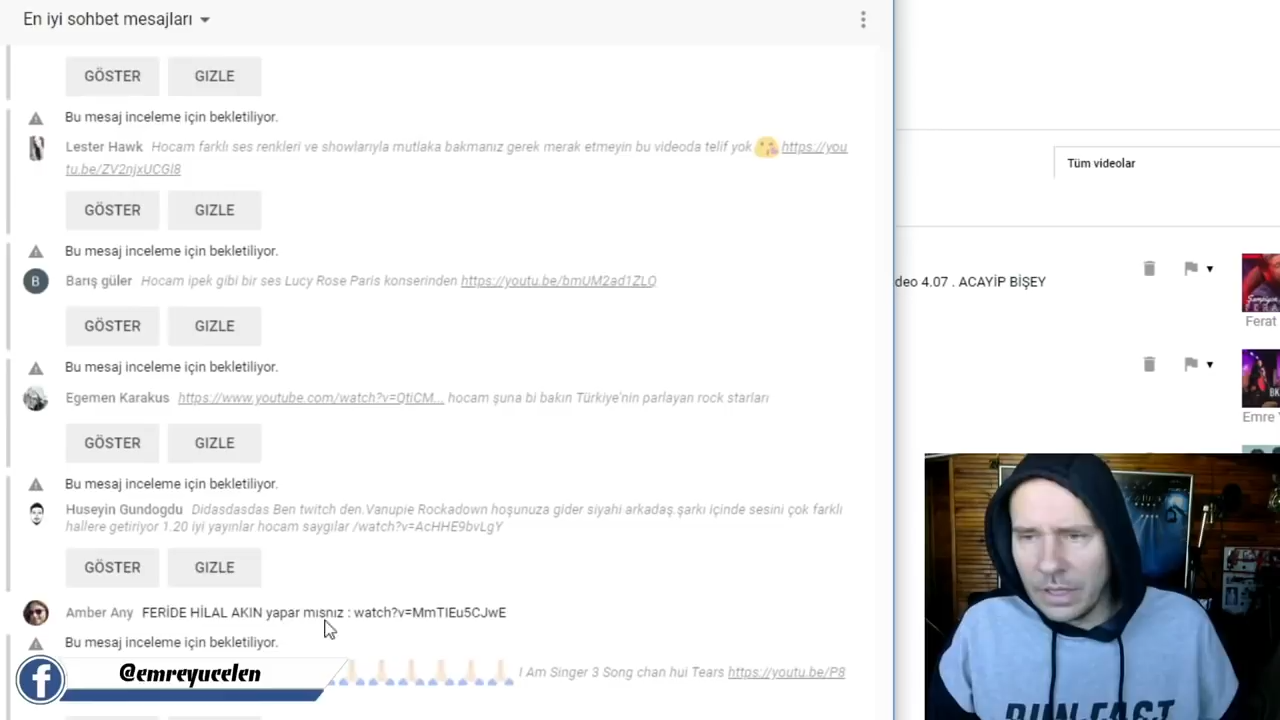 En iyi sohbet mesajları
GÖSTER GIZLE
Bu mesaj inceleme için bekletiliyor.
Lester Hawk Hocam farklı ses renkleri ve showlarıyla mutlaka bakmanız gerek merak etmeyin bu videoda telif yok https://you
tu.be/ZV2njxUCGl8
GÖSTER GIZLE
Bu mesaj inceleme için bekletiliyor.
B Barış güler Hocam ipek gibi bir ses Lucy Rose Paris konserinden https://youtu.be/bmUM2ad1ZLQ
GÖSTER GIZLE
Bu mesaj inceleme için bekletiliyor.
Egemen Karakus https://www.youtube.com/watch?v=QtiCM... hocam şuna bi bakın Türkiye'nin parlayan rock starları
GÖSTER GIZLE
Bu mesaj inceleme için bekletiliyor.
Huseyin Gundogdu Didasdasdas Ben twitch den.Vanupie Rockadown hoşunuza gider siyahi arkadaş.şarkı içinde sesini çok farklı
hallere getiriyor 1.20 iyi yayınlar hocam saygılar /watch?v=AcHHE9bvLgY
GÖSTER GIZLE
Amber Any FERİDE HİLAL AKIN yapar mısnız : watch?v=MmTIEu5CJwE
Bu mesaj inceleme için bekletiliyor.
I Am Singer 3 Song chan hui Tears https://youtu.be/P8
f @emreyucelen
Tüm videolar
deo 4.07 . ACAYİP BİŞEY
Şampiyon
Ferat
BK
Emre
RUN FAST